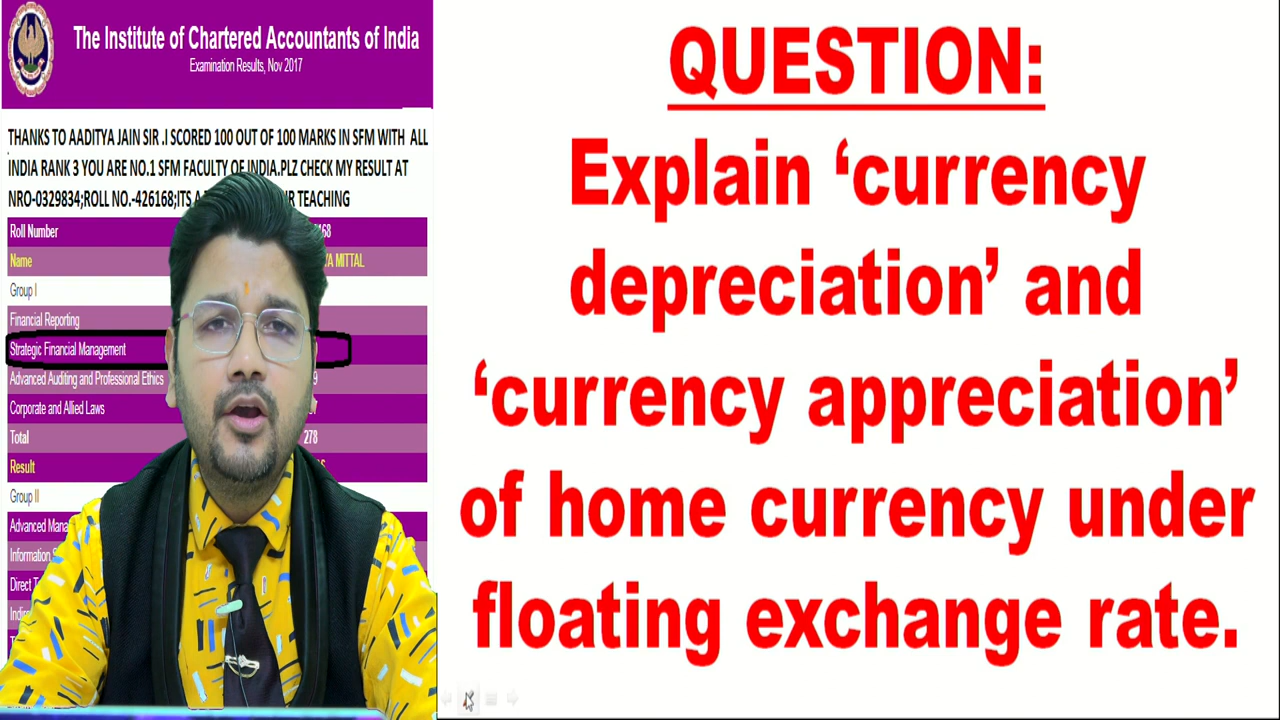 The Institute of Chartered Accountants of India
Examination Results, Nov 2017
THANKS TO AADITYA JAIN SIR .I SCORED 100 OUT OF 100 MARKS IN SFM WITH ALL
INDIA RANK 3 YOU ARE NO.1 SFM FACULTY OF INDIA.PLZ CHECK MY RESULT AT
NRO-0329834;ROLL NO.-426168;ITS TEACHING
Roll Number
Name MITTAL
Group I
Financial Reporting
Strategic Financial Management
Advanced Auditing and Professional Ethics
Corporate and Allied Laws
Total 278
Result
Group II
Advanced
Direct
QUESTION:
Explain ‘currency
depreciation’ and
‘currency appreciation’
of home currency under
floating exchange rate.